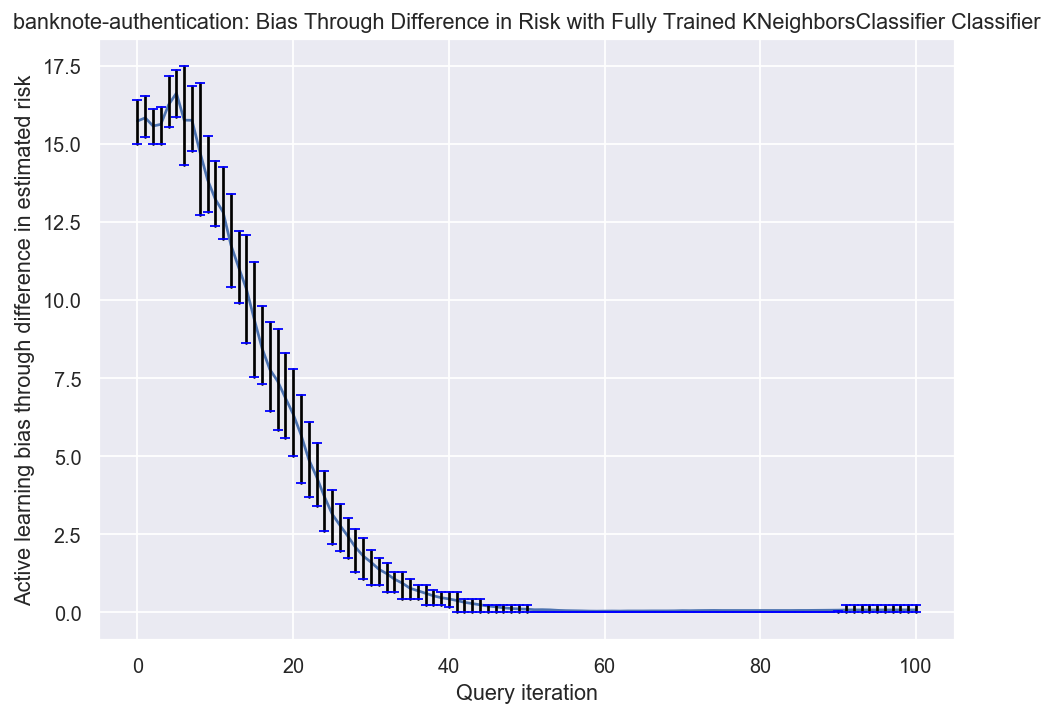 banknote-authentication: Bias Through Difference in Risk with Fully Trained KNeighborsClassifier Classifier
Active learning bias through difference in estimated risk
17.5
15.0
12.5
10.0
7.5
5.0
2.5
0.0
0 20 40 60 80 100
Query iteration